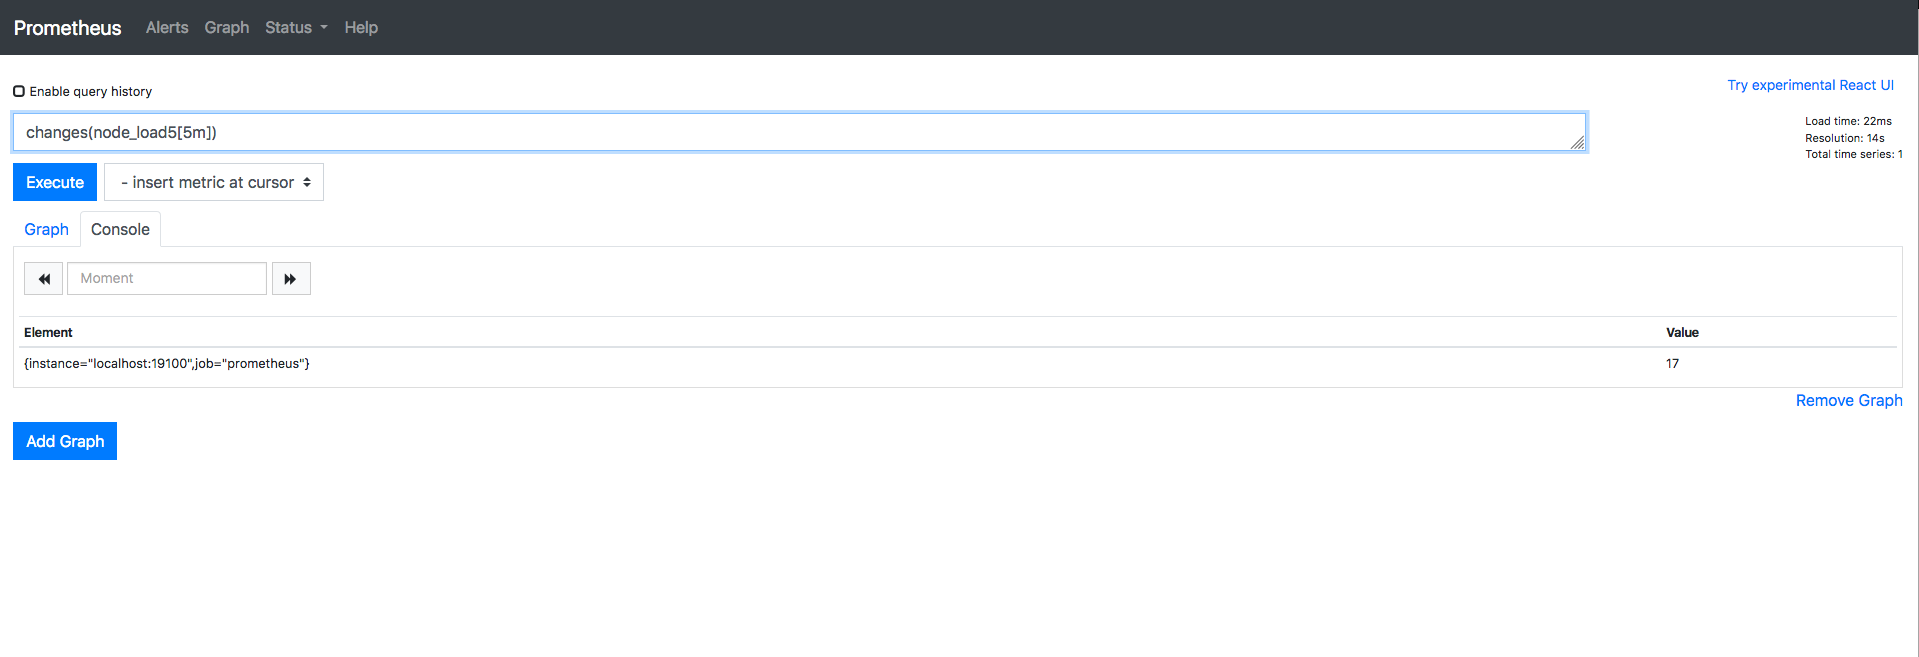 Prometheus Alerts Graph Status Help
Enable query history
Try experimental React UI
changes(node_load5[5m])
Load time: 22ms
Resolution: 14s
Total time series: 1
Execute - insert metric at cursor
Graph Console
Moment
Element Value
{instance="localhost:19100",job="prometheus"} 17
Remove Graph
Add Graph